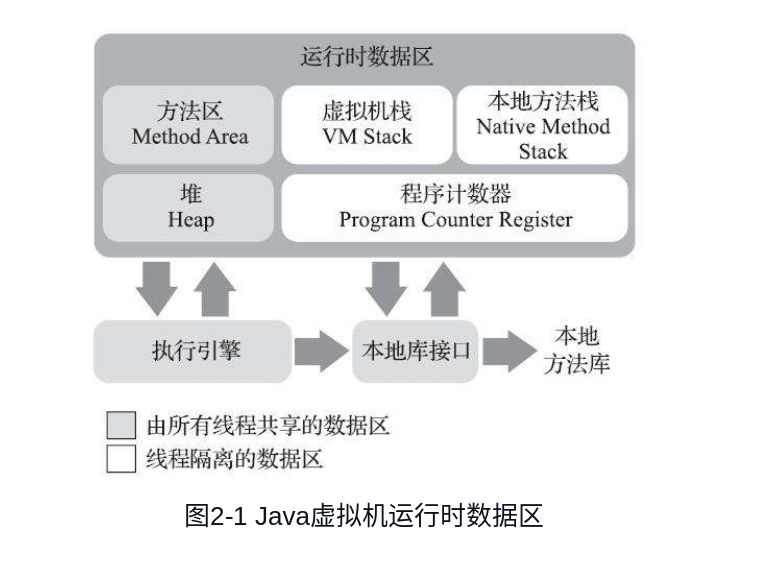 运行时数据区
方法区
Method Area
虚拟机栈
VM Stack
本地方法栈
Native Method
Stack
堆
Heap
程序计数器
Program Counter Register
执行引擎
本地库接口
本地
方法库
由所有线程共享的数据区
线程隔离的数据区
图2-1 Java虚拟机运行时数据区